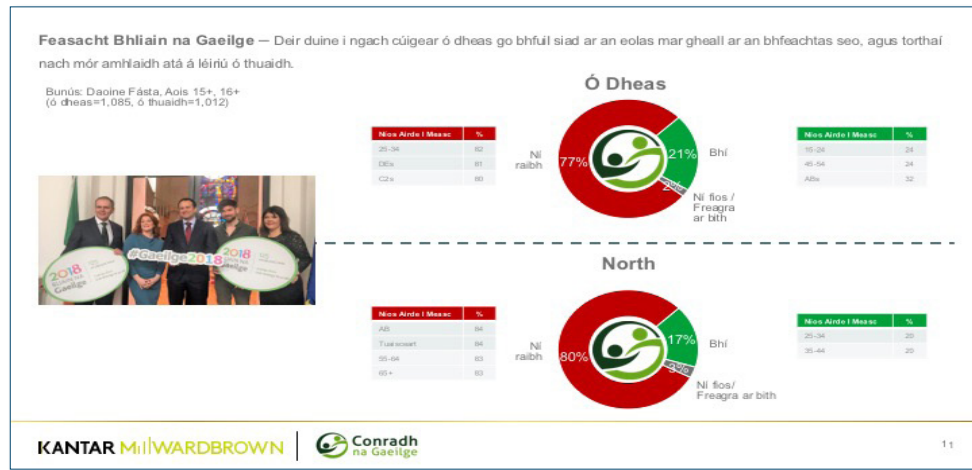 Feasacht Bhliain na Gaeilge — Deir duine i ngach cúigear ó dheas go bhfuil siad ar an eolas mar gheall ar an bhfeachtas seo, agus torthaí
nach mór amhlaidh atá á léiriú ó thuaidh.
Bunús: Daoine Fásta, Aois 15+, 16+
(ó dheas=1,085, ó thuaidh=1,012)
Ó Dheas
Níos Airde I Measc %
25-34 82
DEs 81
C2s 80
Ní
raibh
77%
21%
2%
Bhí
Ní fios /
Freagra
ar bith
Níos Airde I Measc %
15-24 24
45-54 24
ABs 32
#Gaeilge2018
2018
Gaeilge
2018
BLIAIN NA
Gaeilge
North
Níos Airde I Measc %
AB 84
Tuaisceart 84
55-64 83
65+ 83
Ní
raibh
80%
17%
Bhí
Ní fios/
Freagra ar bith
Níos Airde I Measc %
25-34 20
35-44 20
KANTAR MillWARDBROWN
Conradh
na Gaeilge
11